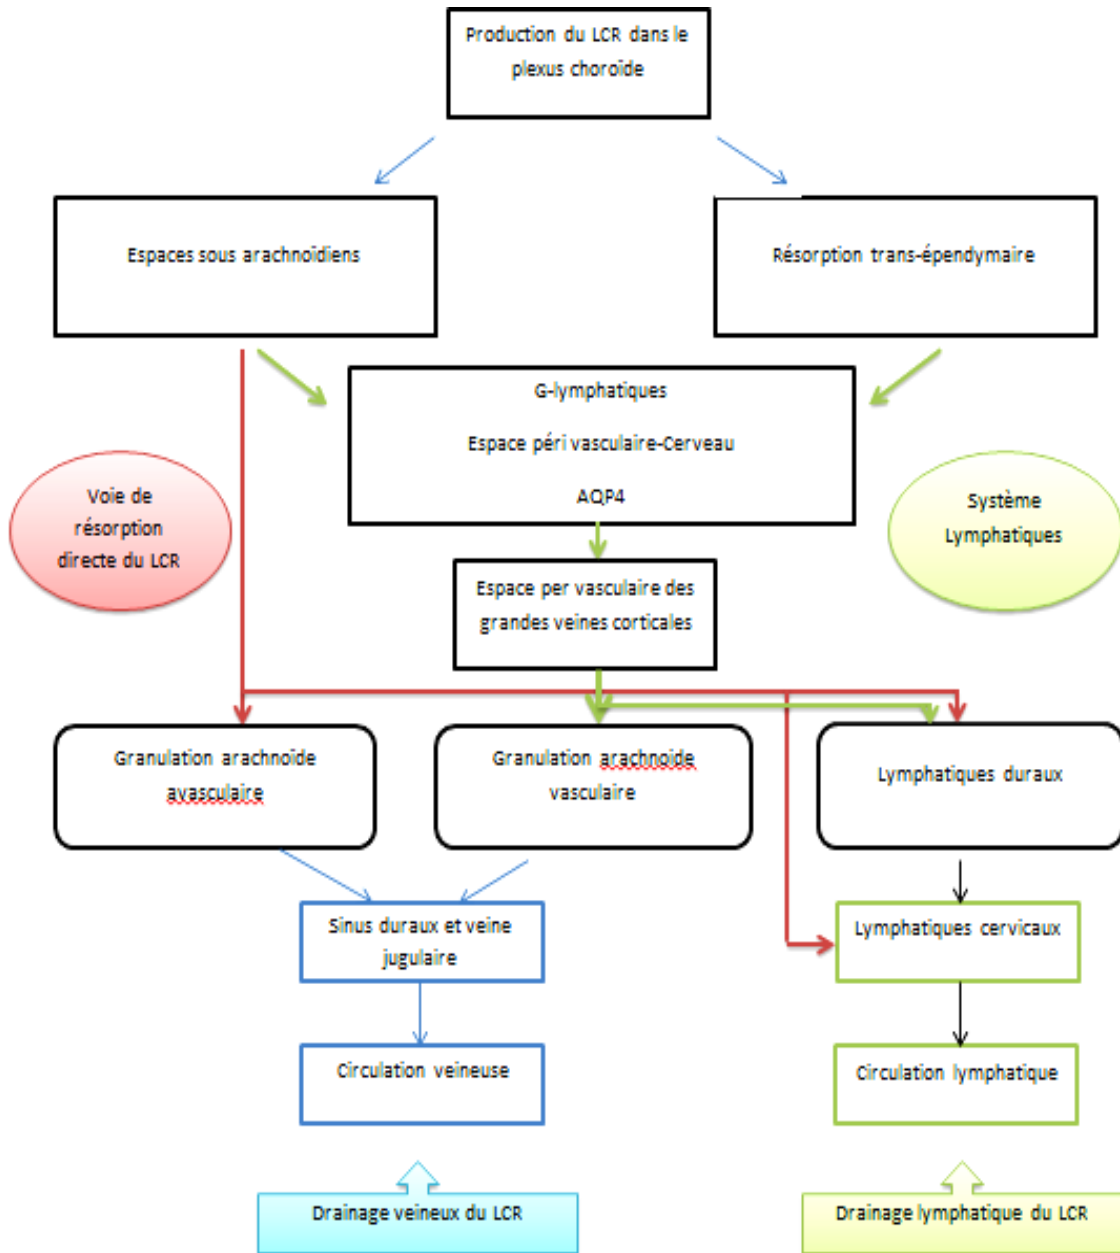 Production du LCR dans le
plexus choroïde
Espaces sous arachnoïdiens
Résorption trans-épendymaire
G-lymphatiques
Espace péri vasculaire-Cerveau
AQP4
Voie de
résorption
directe du LCR
Système
Lymphatiques
Espace per vasculaire des
grandes veines corticales
Granulation arachnoïde
avasculaire
Granulation arachnoide
vasculaire
Lymphatiques duraux
Sinus duraux et veine
jugulaire
Lymphatiques cervicaux
Circulation veineuse
Circulation lymphatique
Drainage veineux du LCR
Drainage lymphatique du LCR